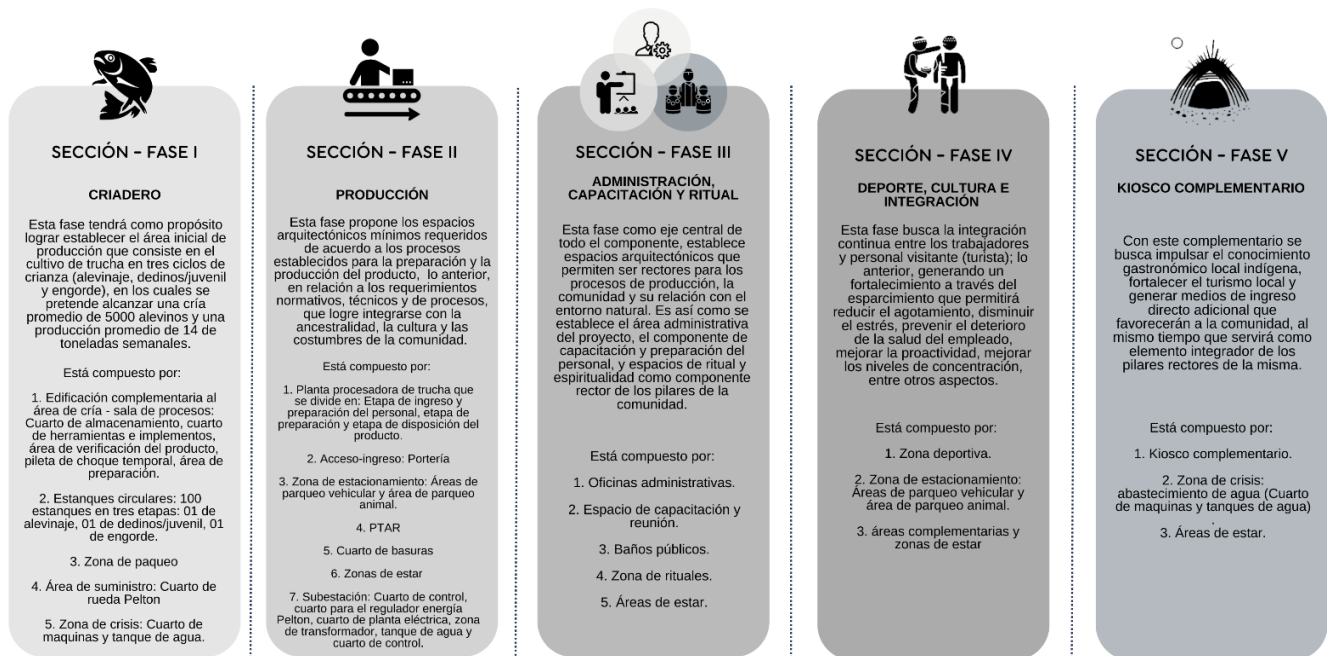 SECCIÓN – FASE I
CRIADERO
Esta fase tendrá como propósito
lograr establecer el área inicial de
producción que consiste en el
cultivo de trucha en tres ciclos de
crianza (alevinaje, dedinos/juvenil
y engorde), en los cuales se
pretende alcanzar una cría
promedio de 5000 alevinos y una
producción promedio de 14 de
toneladas semanales.
Está compuesto por:
1. Edificación complementaria al
área de cría - sala de procesos:
Cuarto de almacenamiento, cuarto
de herramientas e implementos,
área de verificación del producto,
pileta de choque temporal, área de
preparación.
2. Estanques circulares: 100
estanques en tres etapas: 01 de
alevinaje, 01 de dedinos/juvenil, 01
de engorde.
3. Zona de paqueo
4. Área de suministro: Cuarto de
rueda Pelton
5. Zona de crisis: Cuarto de
maquinas y tanque de agua.
SECCIÓN – FASE II
PRODUCCIÓN
Esta fase propone los espacios
arquitectónicos mínimos requeridos
de acuerdo a los procesos
establecidos para la preparación y la
producción del producto, lo anterior,
en relación a los requerimientos
normativos, técnicos y de procesos,
que logre integrarse con la
ancestralidad, la cultura y las
costumbres de la comunidad.
Está compuesto por:
1. Planta procesadora de trucha que
se divide en: Etapa de ingreso y
preparación del personal, etapa de
preparación y etapa de disposición del
producto.
2. Acceso-ingreso: Portería
3. Zona de estacionamiento: Áreas de
parqueo vehicular y área de parqueo
animal.
4. PTAR
5. Cuarto de basuras
6. Zonas de estar
7. Subestación: Cuarto de control,
cuarto para el regulador energía
Pelton, cuarto de planta eléctrica, zona
de transformador, tanque de agua y
cuarto de control.
SECCIÓN – FASE III
ADMINISTRACIÓN,
CAPACITACIÓN Y RITUAL
Esta fase como eje central de
todo el componente, establece
espacios arquitectónicos que
permiten ser rectores para los
procesos de producción, la
comunidad y su relación con el
entorno natural. Es así como se
establece el área administrativa
del proyecto, el componente de
capacitación y preparación del
personal, y espacios de ritual y
espiritualidad como componente
rector de los pilares de la
comunidad.
Está compuesto por:
1. Oficinas administrativas.
2. Espacio de capacitación y
reunión.
3. Baños públicos.
4. Zona de rituales.
5. Áreas de estar.
SECCIÓN – FASE IV
DEPORTE, CULTURA E
INTEGRACIÓN
Esta fase busca la integración
continua entre los trabajadores
y personal visitante (turista); lo
anterior, generando un
fortalecimiento a través del
esparcimiento que permitirá
reducir el agotamiento, disminuir
el estrés, prevenir el deterioro
de la salud del empleado,
mejorar la proactividad, mejorar
los niveles de concentración,
entre otros aspectos.
Está compuesto por:
1. Zona deportiva.
2. Zona de estacionamiento:
Áreas de parqueo vehicular y
área de parqueo animal.
3. áreas complementarias y
zonas de estar
SECCIÓN – FASE V
KIOSCO COMPLEMENTARIO
Con este complementario se
busca impulsar el conocimiento
gastronómico local indígena,
fortalecer el turismo local y
generar medios de ingreso
directo adicional que
favorecerán a la comunidad, al
mismo tiempo que servirá como
elemento integrador de los
pilares rectores de la misma.
Está compuesto por:
1. Kiosco complementario.
2. Zona de crisis:
abastecimiento de agua (Cuarto
de maquinas y tanques de agua)
.
3. Áreas de estar.